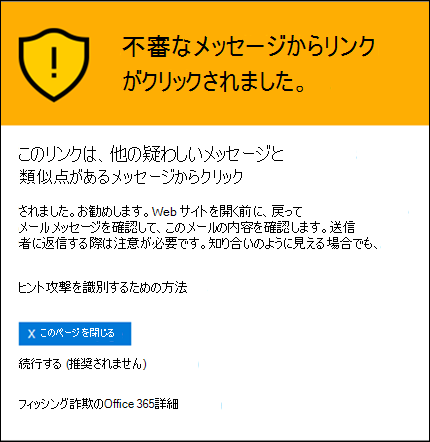 不審なメッセージからリンク
がクリックされました。
このリンクは、他の疑わしいメッセージと
類似点があるメッセージからクリック
されました。お勧めします。Web サイトを開く前に、戻って
メールメッセージを確認して、このメールの内容を確認します。送信
者に返信する際は注意が必要です。知り合いのように見える場合でも、
ヒント攻撃を識別するための方法
X このページを閉じる
続行する (推奨されません)
フィッシング詐欺のOffice 365詳細